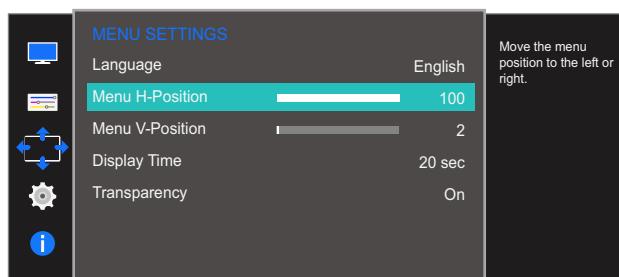 MENU SETTINGS
Language English
Menu H-Position 100
Menu V-Position 2
Display Time 20 sec
Transparency On
Move the menu
position to the left or
right.
i